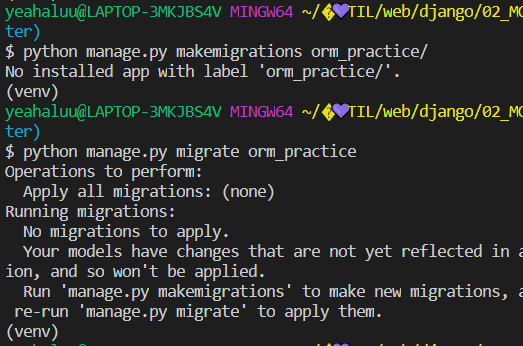 yeahaluu@LAPTOP-3MKJBS4V MINGW64 ~/�💜TIL/web/django/02_MO
ter)
$ python manage.py makemigrations orm_practice/
No installed app with label 'orm_practice/'.
(venv)
yeahaluu@LAPTOP-3MKJBS4V MINGW64 ~/�💜TIL/web/django/02_MO
ter)
$ python manage.py migrate orm_practice
Operations to perform:
  Apply all migrations: (none)
Running migrations:
  No migrations to apply.
  Your models have changes that are not yet reflected in a
ion, and so won't be applied.
  Run 'manage.py makemigrations' to make new migrations, a
 re-run 'manage.py migrate' to apply them.
(venv)